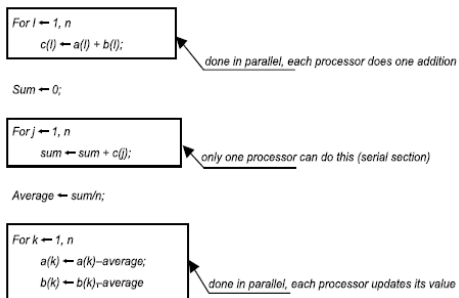 For I ← 1, n
c(I) ← a(I) + b(I);
done in parallel, each processor does one addition
Sum ← 0;
For j ← 1, n
sum ← sum + c(j);
only one processor can do this (serial section)
Average ← sum/n;
For k ← 1, n
a(k) ← a(k)–average;
b(k) ← b(k)–average
done in parallel, each processor updates its value